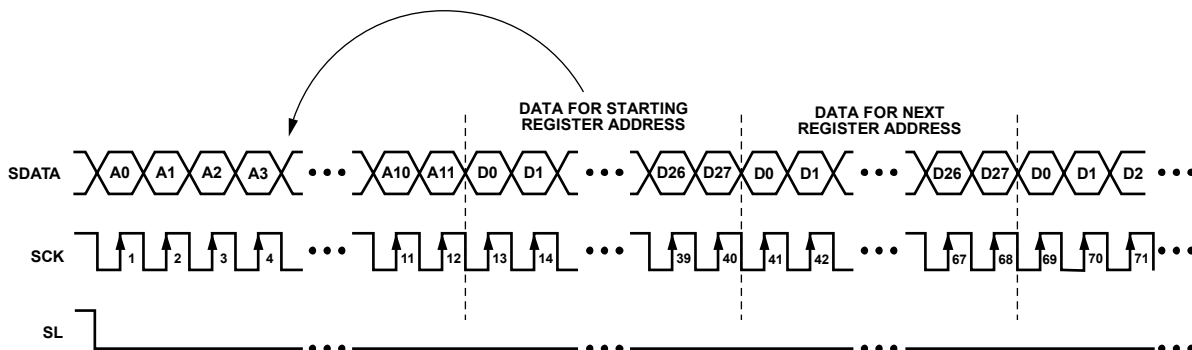 DATA FOR STARTING
REGISTER ADDRESS
DATA FOR NEXT
REGISTER ADDRESS
SDATA A0 A1 A2 A3 ••• A10 A11 D0 D1 ••• D26 D27 D0 D1 ••• D26 D27 D0 D1 D2 •••
SCK 1 2 3 4 ••• 11 12 13 14 ••• 39 40 41 42 ••• 67 68 69 70 71 •••
SL ••• ••• ••• •••